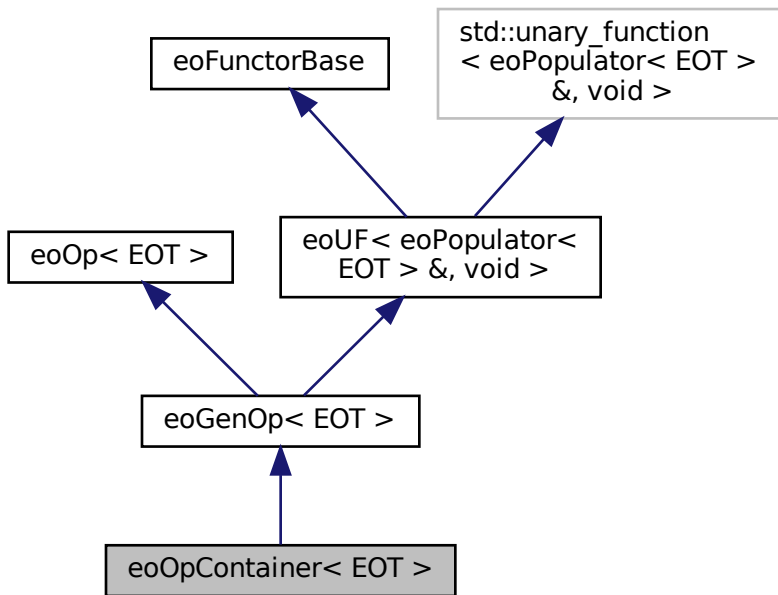 std::unary_function
< eoPopulator< EOT >
&, void >
eoFunctorBase
eoUF< eoPopulator<
EOT > &, void >
eoOp< EOT >
eoGenOp< EOT >
eoOpContainer< EOT >